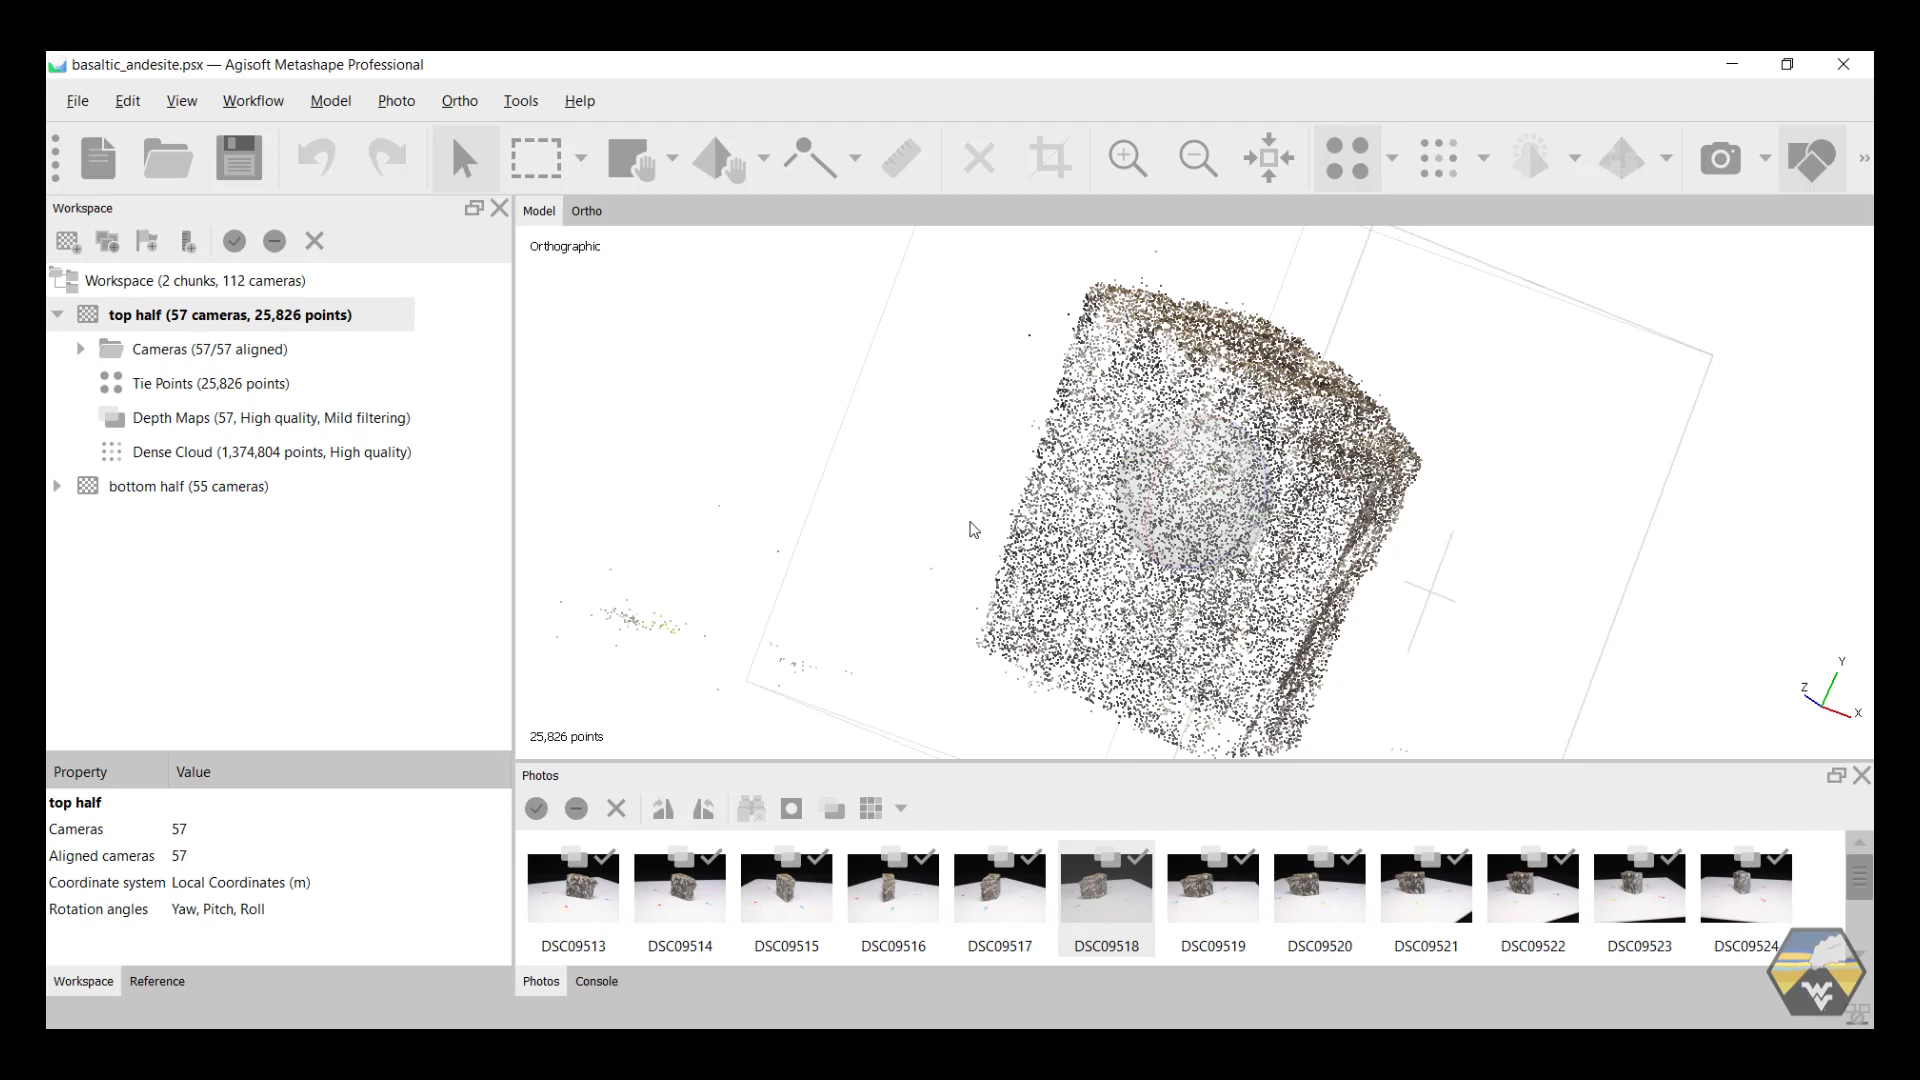 basaltic_andesite.psx — Agisoft Metashape Professional
File Edit View Workflow Model Photo Ortho Tools Help
Workspace
Model Ortho
Orthographic
Workspace (2 chunks, 112 cameras)
top half (57 cameras, 25,826 points)
Cameras (57/57 aligned)
Tie Points (25,826 points)
Depth Maps (57, High quality, Mild filtering)
Dense Cloud (1,374,804 points, High quality)
bottom half (55 cameras)
Y
Z
X
25,826 points
Property Value
top half
Cameras 57
Aligned cameras 57
Coordinate system Local Coordinates (m)
Rotation angles Yaw, Pitch, Roll
Photos
DSC09513 DSC09514 DSC09515 DSC09516 DSC09517 DSC09518 DSC09519 DSC09520 DSC09521 DSC09522 DSC09523 DSC09524
Workspace Reference
Photos Console
WV